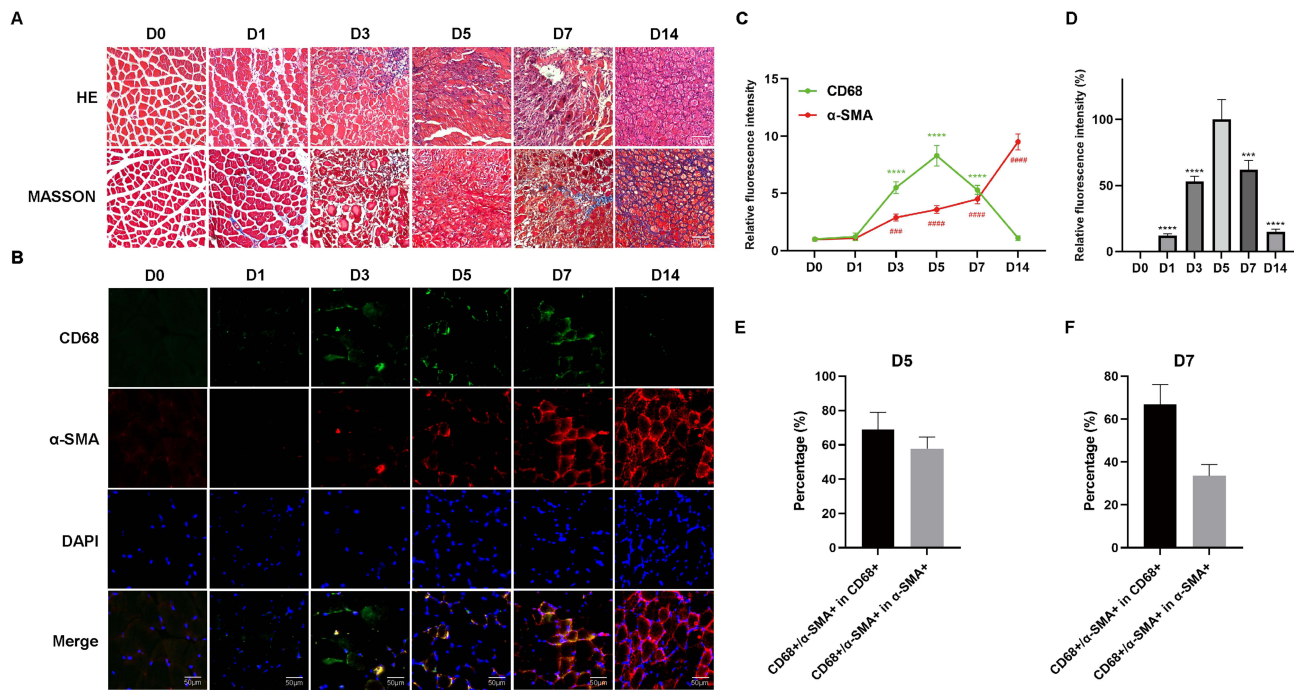 A
D0 D1 D3 D5 D7 D14
HE
MASSON
B
D0 D1 D3 D5 D7 D14
CD68
α-SMA
DAPI
Merge
50μm 50μm 50μm 50μm 50μm 50μm
C
Relative fluorescence intensity
15
10
5
0
CD68
α-SMA
**** **** ****
### #### #### ####
D0 D1 D3 D5 D7 D14
D
Relative fluorescence intensity (%)
100
50
0
**** **** *** ****
D0 D1 D3 D5 D7 D14
E
D5
Percentage (%)
100
80
60
40
20
0
CD68+/α-SMA+ in CD68+
CD68+/α-SMA+ in α-SMA+
F
D7
Percentage (%)
80
60
40
20
0
CD68+/α-SMA+ in CD68+
CD68+/α-SMA+ in α-SMA+